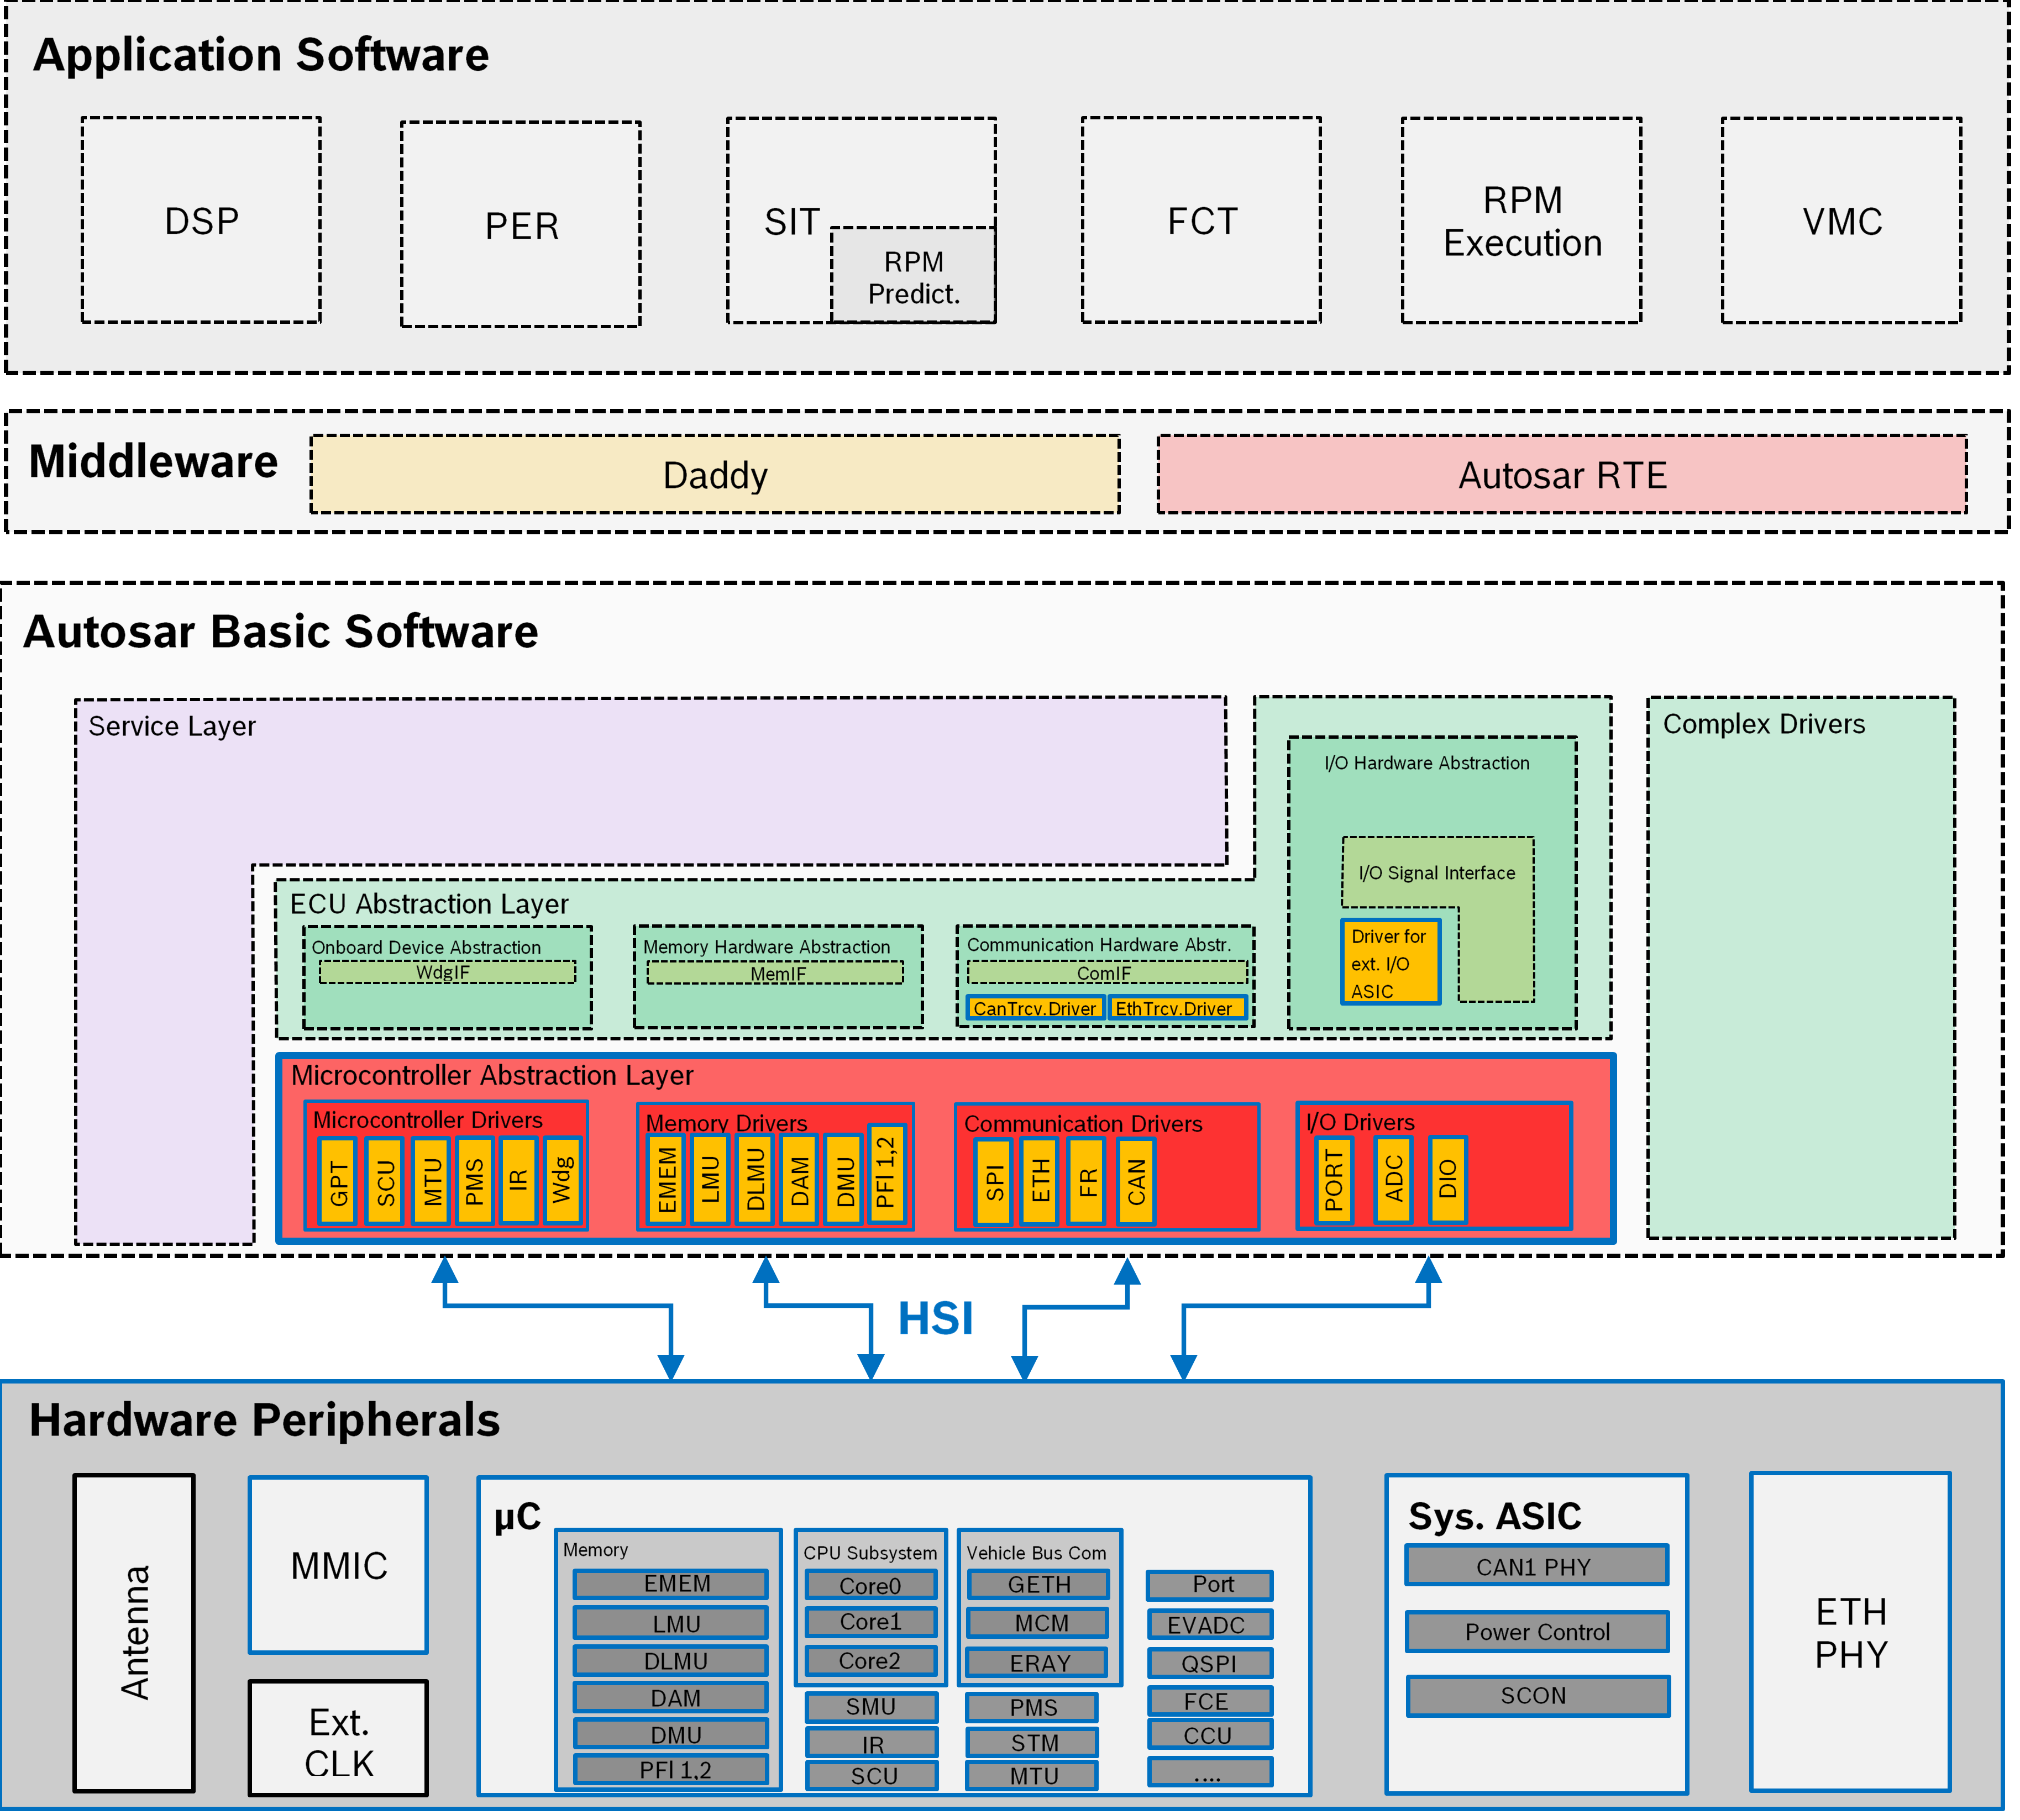 Application Software
DSP
PER
SIT
RPM
Predict.
FCT
RPM
Execution
VMC
Middleware
Daddy
Autosar RTE
Autosar Basic Software
Service Layer
Complex Drivers
I/O Hardware Abstraction
I/O Signal Interface
Driver for
ext. I/O
ASIC
ECU Abstraction Layer
Onboard Device Abstraction
WdgIF
Memory Hardware Abstraction
MemIF
Communication Hardware Abstr.
ComIF
CanTrcv.Driver
EthTrcv.Driver
Microcontroller Abstraction Layer
Microcontroller Drivers
GPT
SCU
MTU
PMS
IR
Wdg
Memory Drivers
EMEM
LMU
DLMU
DAM
DMU
PFI 1,2
Communication Drivers
SPI
ETH
FR
CAN
I/O Drivers
PORT
ADC
DIO
HSI
Hardware Peripherals
Antenna
MMIC
Ext.
CLK
µC
Memory
EMEM
LMU
DLMU
DAM
DMU
PFI 1,2
CPU Subsystem
Core0
Core1
Core2
SMU
IR
SCU
Vehicle Bus Com
GETH
MCM
ERAY
PMS
STM
MTU
Port
EVADC
QSPI
FCE
CCU
....
Sys. ASIC
CAN1 PHY
Power Control
SCON
ETH
PHY